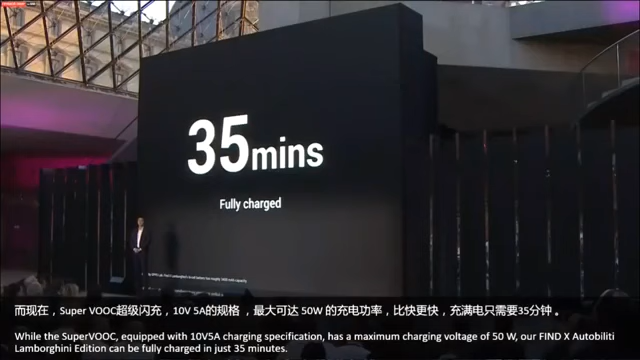 35mins
Fully charged
而现在，Super VOOC超级闪充，10V 5A的规格 ，最大可达 50W 的充电功率，比快更快，充满电只需要35分钟 。
While the SuperVOOC, equipped with 10V5A charging specification, has a maximum charging voltage of 50 W, our FIND X Autobiliti
Lamborghini Edition can be fully charged in just 35 minutes.